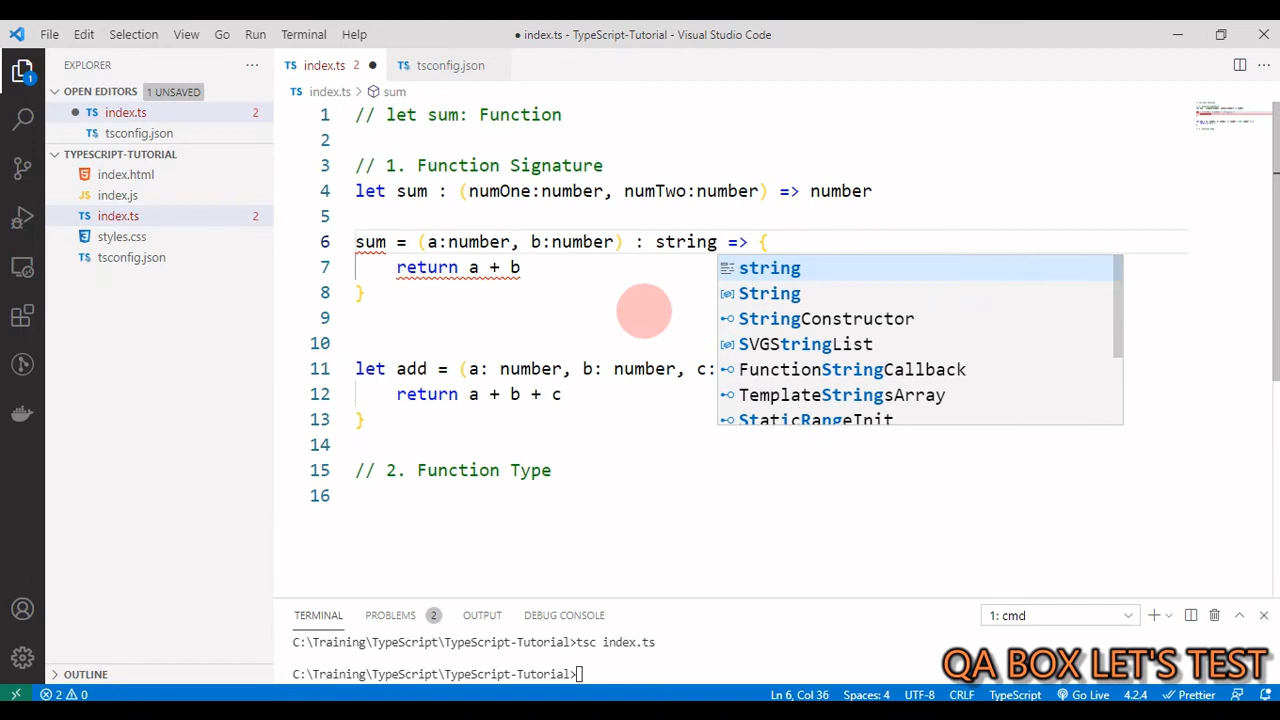 File Edit Selection View Go Run Terminal Help
● index.ts - TypeScript-Tutorial - Visual Studio Code
EXPLORER
OPEN EDITORS 1 UNSAVED
TS index.ts 2
tsconfig.json
TYPESCRIPT-TUTORIAL
index.html
JS index.js
TS index.ts 2
styles.css
tsconfig.json
OUTLINE
1
TS index.ts 2 ●
TS tsconfig.json
TS index.ts > sum
1 // let sum: Function
2
3 // 1. Function Signature
4 let sum : (numOne:number, numTwo:number) => number
5
6 sum = (a:number, b:number) : string => {
7 return a + b
8 }
9
10
11 let add = (a: number, b: number, c:
12 return a + b + c
13 }
14
15 // 2. Function Type
16
string
String
StringConstructor
SVGStringList
FunctionStringCallback
TemplateStringsArray
StaticRangeInit
TERMINAL PROBLEMS 2 OUTPUT DEBUG CONSOLE
1: cmd
C:\Training\TypeScript\TypeScript-Tutorial>tsc index.ts
C:\Training\TypeScript\TypeScript-Tutorial>
QA BOX LET'S TEST
2 0
Ln 6, Col 36 Spaces: 4 UTF-8 CRLF TypeScript Go Live 4.2.4 Prettier